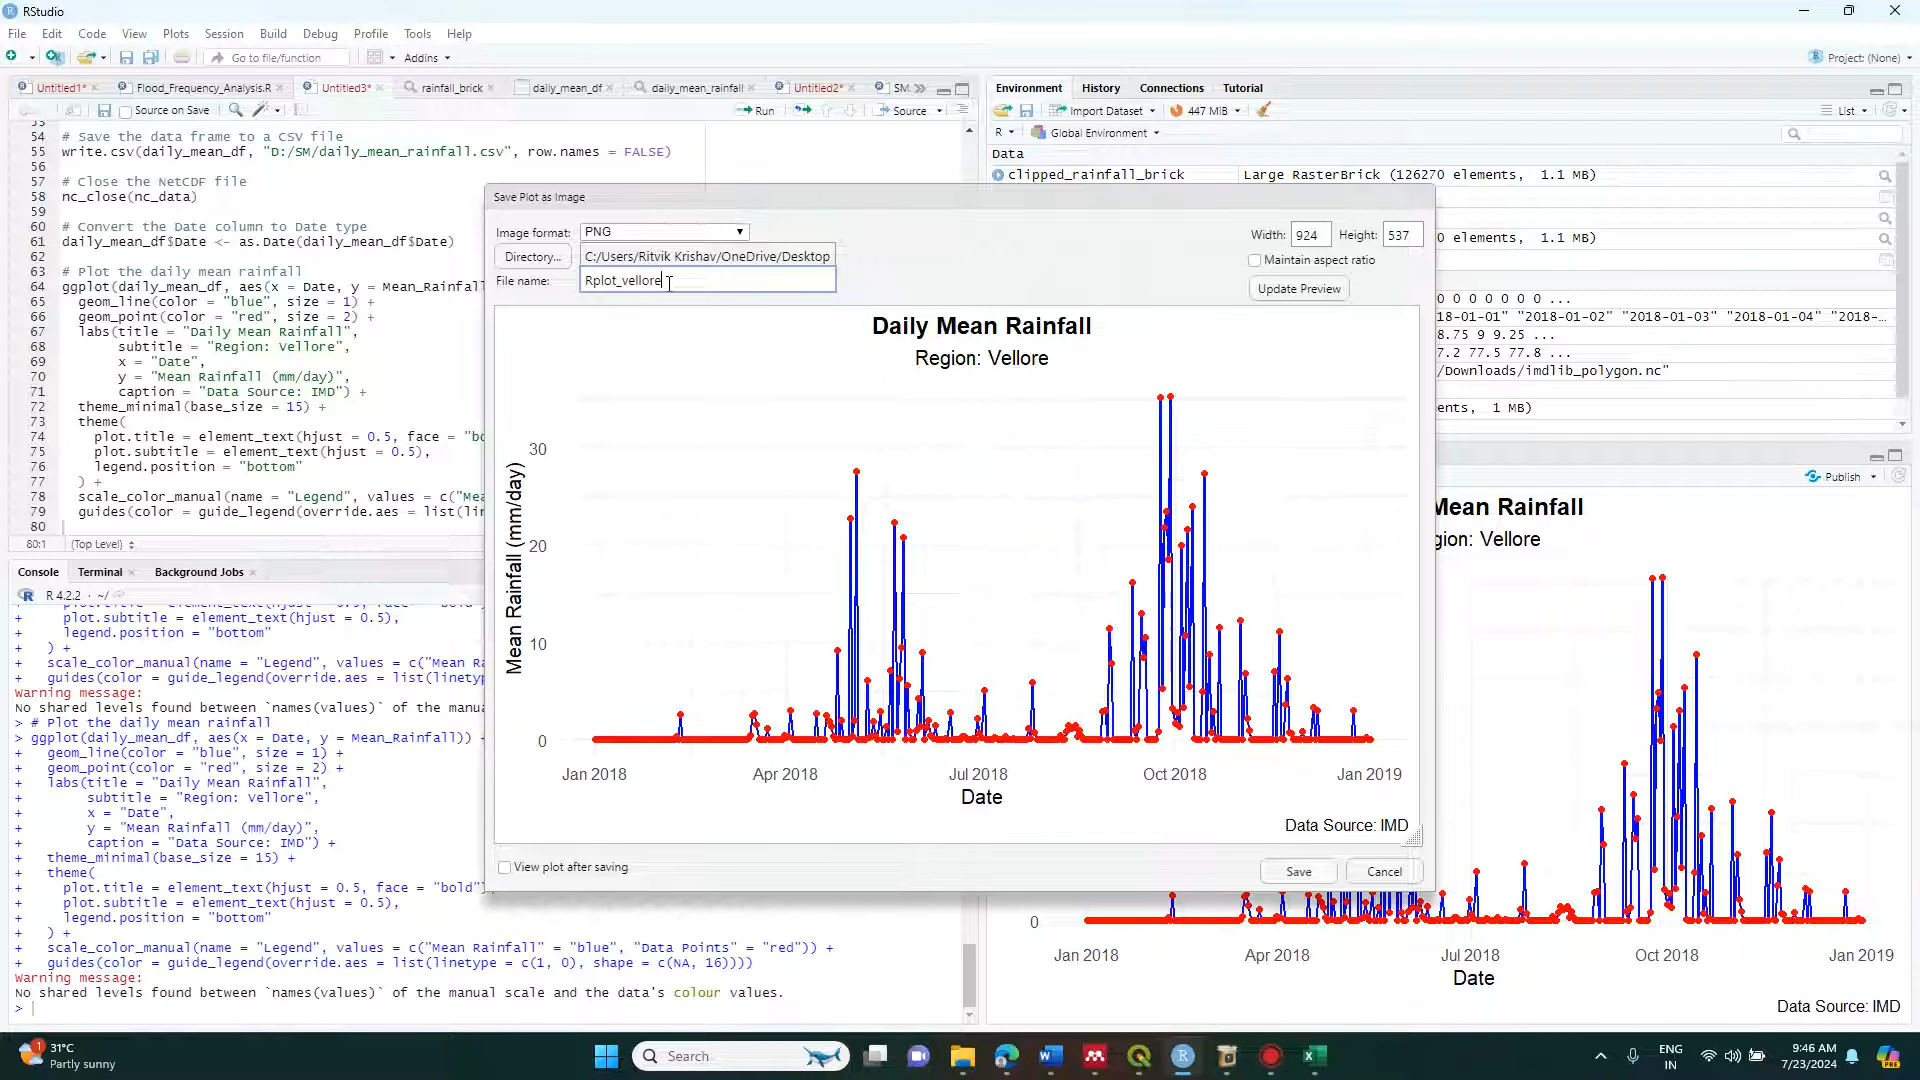 RStudio
File Edit Code View Plots Session Build Debug Profile Tools Help
Go to file/function Addins Project: (None)
Untitled1* Flood_Frequency_Analysis.R Untitled3* rainfall_brick daily_mean_df daily_mean_rainfall Untitled2* SM
Source on Save Run Source
54 # Save the data frame to a CSV file
55 write.csv(daily_mean_df, "D:/SM/daily_mean_rainfall.csv", row.names = FALSE)
56
57 # Close the NetCDF file
58 nc_close(nc_data)
59
60 # Convert the Date column to Date type
61 daily_mean_df$Date <- as.Date(daily_mean_df$Date)
62
63 # Plot the daily mean rainfall
64 ggplot(daily_mean_df, aes(x = Date, y = Mean_Rainfall
65 geom_line(color = "blue", size = 1) +
66 geom_point(color = "red", size = 2) +
67 labs(title = "Daily Mean Rainfall",
68 subtitle = "Region: Vellore",
69 x = "Date",
70 y = "Mean Rainfall (mm/day)",
71 caption = "Data Source: IMD") +
72 theme_minimal(base_size = 15) +
73 theme(
74 plot.title = element_text(hjust = 0.5, face = "bo
75 plot.subtitle = element_text(hjust = 0.5),
76 legend.position = "bottom"
77 ) +
78 scale_color_manual(name = "Legend", values = c("Mea
79 guides(color = guide_legend(override.aes = list(lin
80
80:1 (Top Level)
Console Terminal Background Jobs
R 4.2.2 · ~/
+ plot.subtitle = element_text(hjust = 0.5),
+ legend.position = "bottom"
+ ) +
+ scale_color_manual(name = "Legend", values = c("Mean Ra
+ guides(color = guide_legend(override.aes = list(linetyp
Warning message:
No shared levels found between `names(values)` of the manua
> # Plot the daily mean rainfall
> ggplot(daily_mean_df, aes(x = Date, y = Mean_Rainfall)) +
+ geom_line(color = "blue", size = 1) +
+ geom_point(color = "red", size = 2) +
+ labs(title = "Daily Mean Rainfall",
+ subtitle = "Region: Vellore",
+ x = "Date",
+ y = "Mean Rainfall (mm/day)",
+ caption = "Data Source: IMD") +
+ theme_minimal(base_size = 15) +
+ theme(
+ plot.title = element_text(hjust = 0.5, face = "bold"),
+ plot.subtitle = element_text(hjust = 0.5),
+ legend.position = "bottom"
+ ) +
+ scale_color_manual(name = "Legend", values = c("Mean Rainfall" = "blue", "Data Points" = "red")) +
+ guides(color = guide_legend(override.aes = list(linetype = c(1, 0), shape = c(NA, 16))))
Warning message:
No shared levels found between `names(values)` of the manual scale and the data's colour values.
>
Save Plot as Image
Image format: PNG
Directory... C:/Users/Ritvik Krishav/OneDrive/Desktop
File name: Rplot_vellore
Width: 924 Height: 537
Maintain aspect ratio
Update Preview
Daily Mean Rainfall
Region: Vellore
Mean Rainfall (mm/day)
30
20
10
0
Jan 2018 Apr 2018 Jul 2018 Oct 2018 Jan 2019
Date
Data Source: IMD
View plot after saving
Save Cancel
Environment History Connections Tutorial
Import Dataset 447 MiB List
R Global Environment
Data
clipped_rainfall_brick Large RasterBrick (126270 elements, 1.1 MB)
0 elements, 1.1 MB)
0 0 0 0 0 0 0 ...
18-01-01" "2018-01-02" "2018-01-03" "2018-01-04" "2018-…
8.75 9 9.25 ...
7.2 77.5 77.8 ...
/Downloads/imdlib_polygon.nc"
ents, 1 MB)
Publish
Mean Rainfall
gion: Vellore
0
Jan 2018 Apr 2018 Jul 2018 Oct 2018 Jan 2019
Date
Data Source: IMD
1
31°C
Partly sunny
Search
ENG
IN
9:46 AM
7/23/2024